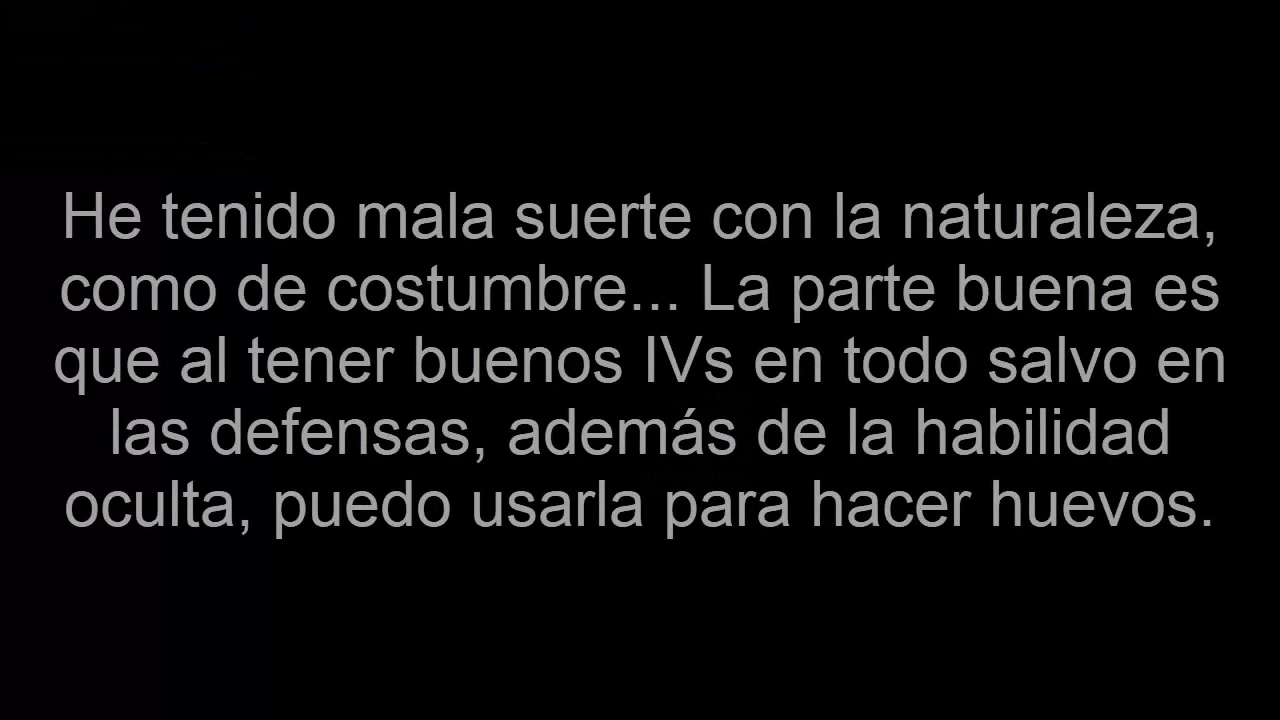 He tenido mala suerte con la naturaleza,
como de costumbre... La parte buena es
que al tener buenos IVs en todo salvo en
las defensas, además de la habilidad
oculta, puedo usarla para hacer huevos.